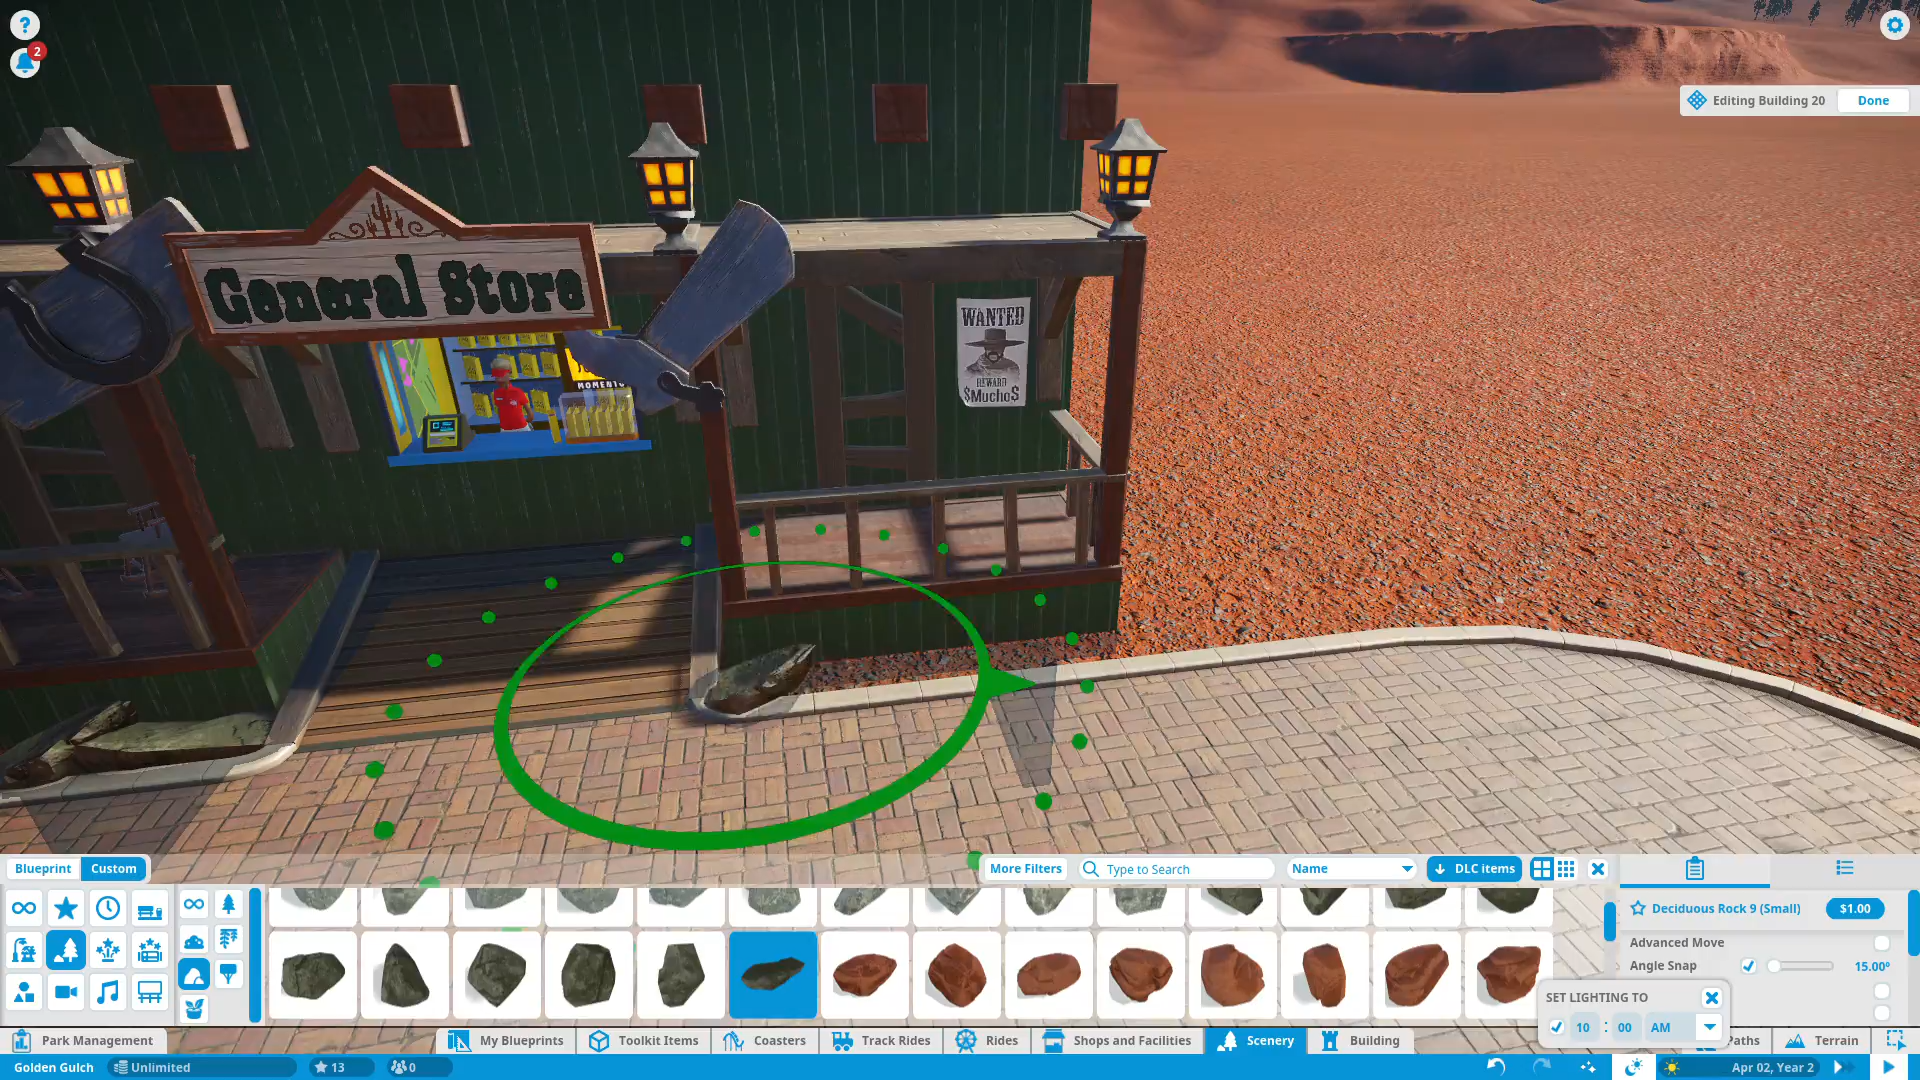 ?
2
Editing Building 20
Done
General Store
WANTED
REWARD
$Mucho$
MOMENTO
Blueprint
Custom
More Filters
Type to Search
Name
DLC items
Deciduous Rock 9 (Small)
$1.00
Advanced Move
Angle Snap
15.00º
SET LIGHTING TO
10 : 00 AM
Park Management
My Blueprints
Toolkit Items
Coasters
Track Rides
Rides
Shops and Facilities
Scenery
Building
Paths
Terrain
Golden Gulch
Unlimited
13
0
Apr 02, Year 2